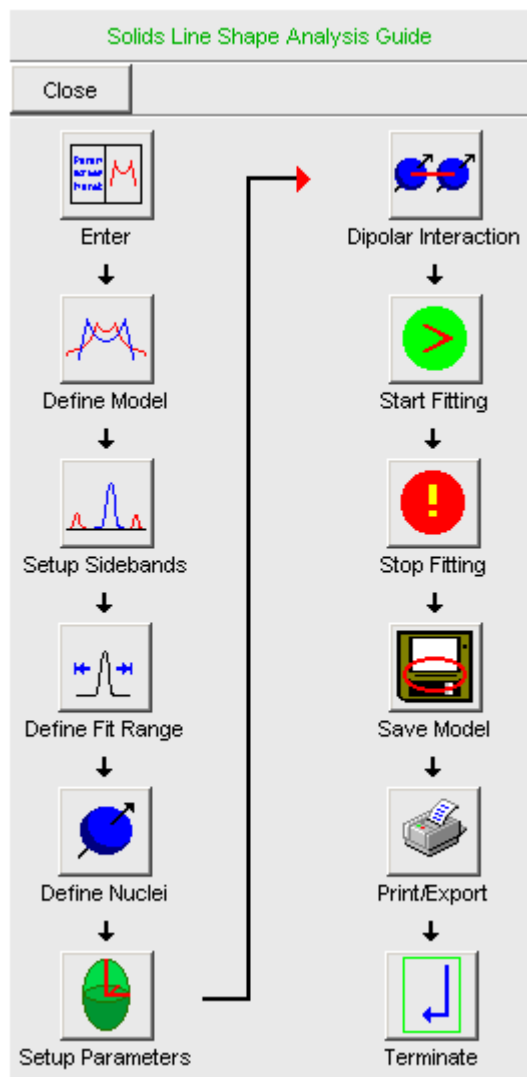 Solids Line Shape Analysis Guide
Close
Enter
Define Model
Setup Sidebands
Define Fit Range
Define Nuclei
Setup Parameters
Dipolar Interaction
Start Fitting
Stop Fitting
Save Model
Print/Export
Terminate